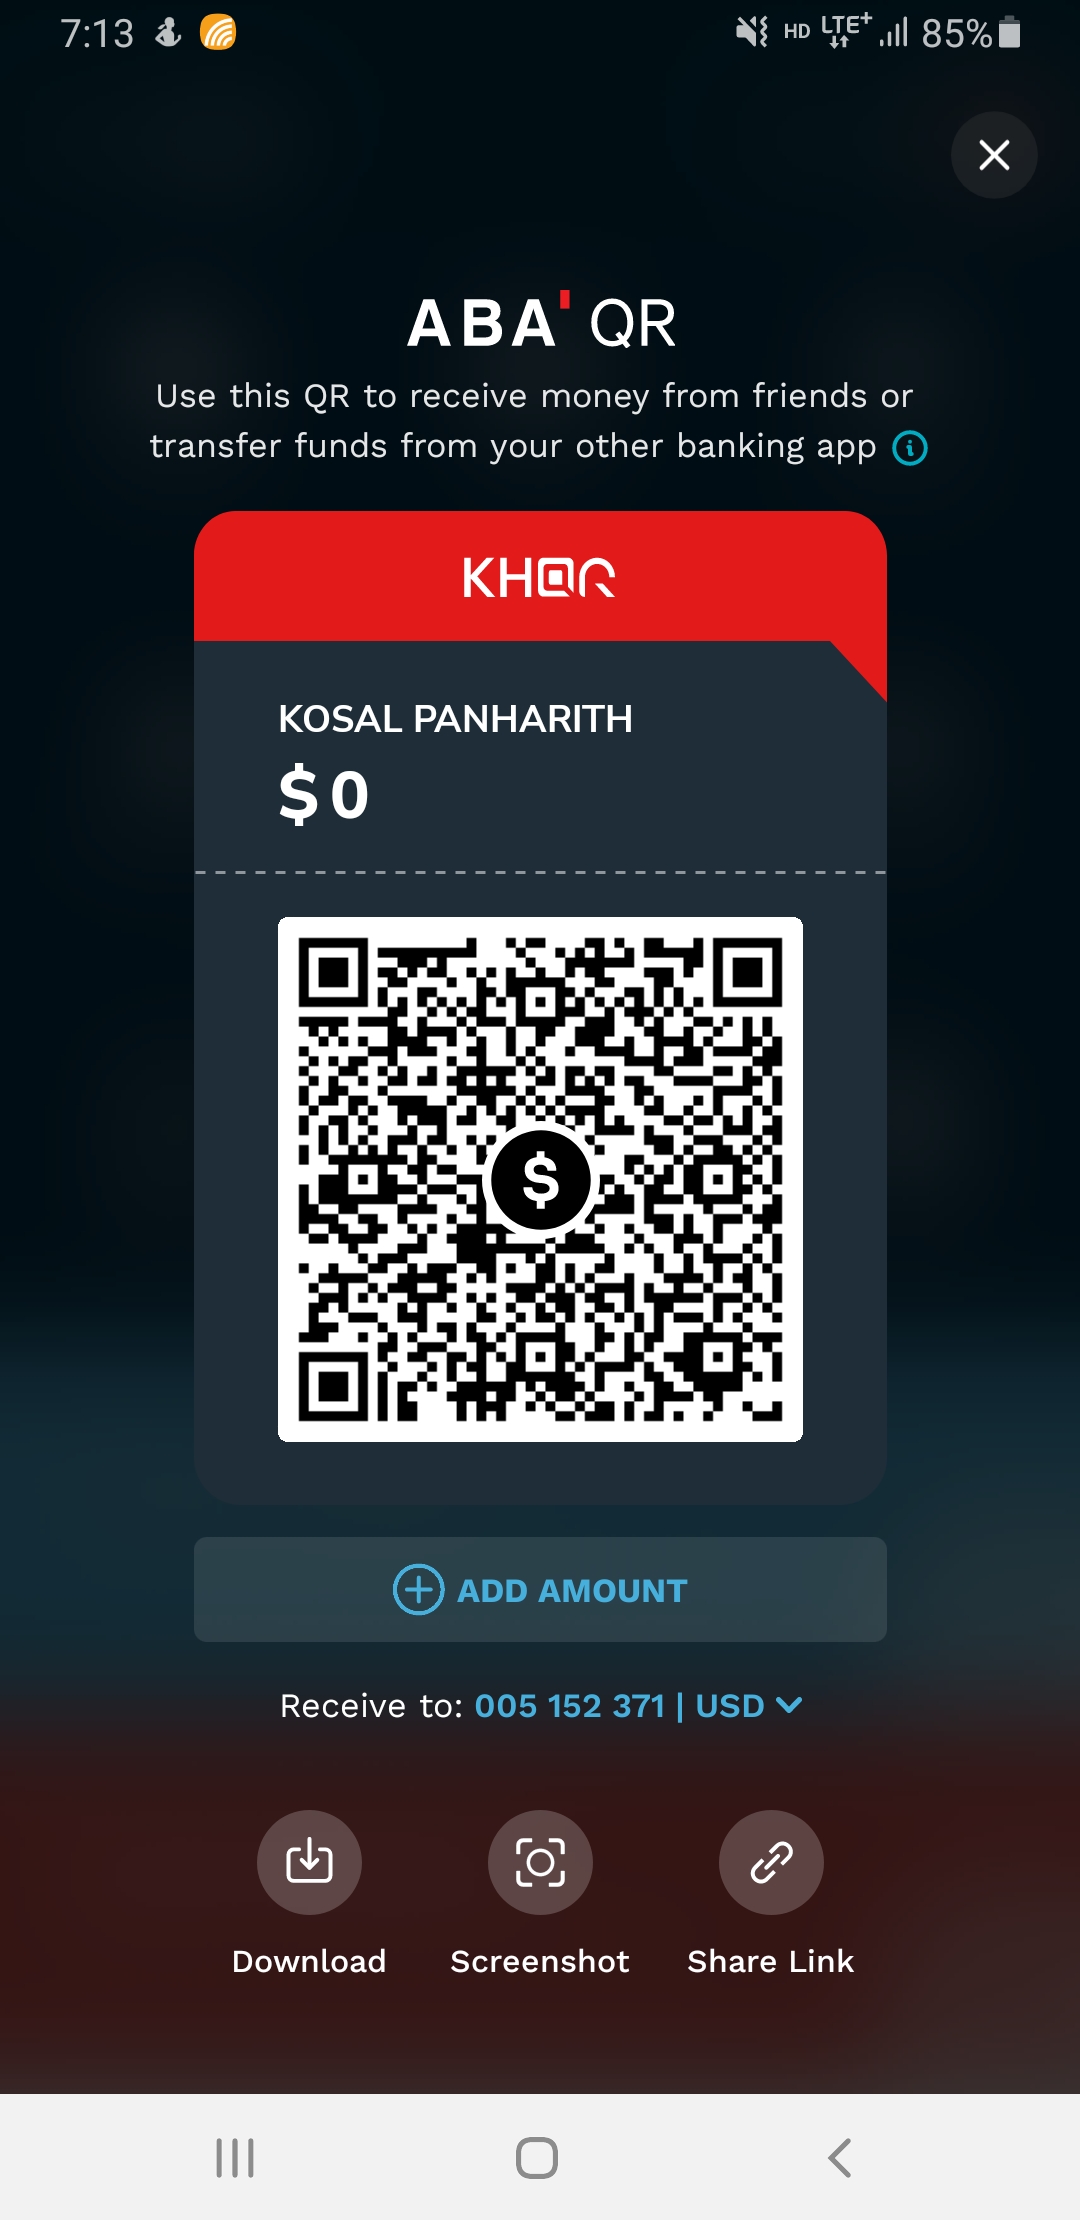 7:13
HD LTE+ 85%
ABA' QR
Use this QR to receive money from friends or
transfer funds from your other banking app
KHQR
KOSAL PANHARITH
$ 0
$
ADD AMOUNT
Receive to: 005 152 371 | USD
Download Screenshot Share Link